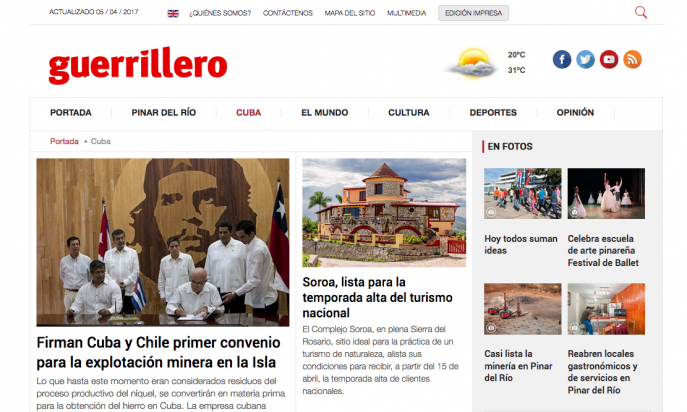 ACTUALIZADO 05 / 04 / 2017
¿QUIÉNES SOMOS?
CONTÁCTENOS
MAPA DEL SITIO
MULTIMEDIA
EDICIÓN IMPRESA
guerrillero
20ºC
31ºC
PORTADA
PINAR DEL RÍO
CUBA
EL MUNDO
CULTURA
DEPORTES
OPINIÓN
Portada • Cuba
Firman Cuba y Chile primer convenio
para la explotación minera en la Isla
Lo que hasta este momento eran considerados residuos del
proceso productivo del níquel, se convertirán en materia prima
para la obtención del hierro en Cuba. La empresa cubana
Soroa, lista para la
temporada alta del turismo
nacional
El Complejo Soroa, en plena Sierra del
Rosario, sitio ideal para la práctica de un
turismo de naturaleza, alista sus
condiciones para recibir, a partir del 15 de
abril, la temporada alta de clientes
nacionales.
EN FOTOS
Hoy todos suman
ideas
Celebra escuela
de arte pinareña
Festival de Ballet
Casi lista la
minería en Pinar
del Río
Reabren locales
gastronómicos y
de servicios en
Pinar del Río